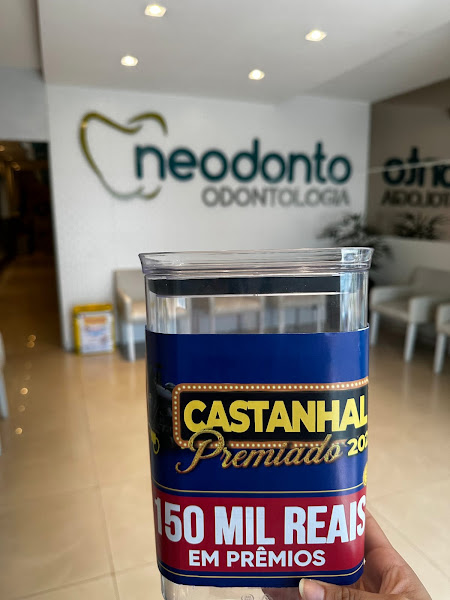 neodonto
ODONTOLOGIA
CASTANHAL
Premiado
150 MIL REAIS
EM PRÊMIOS